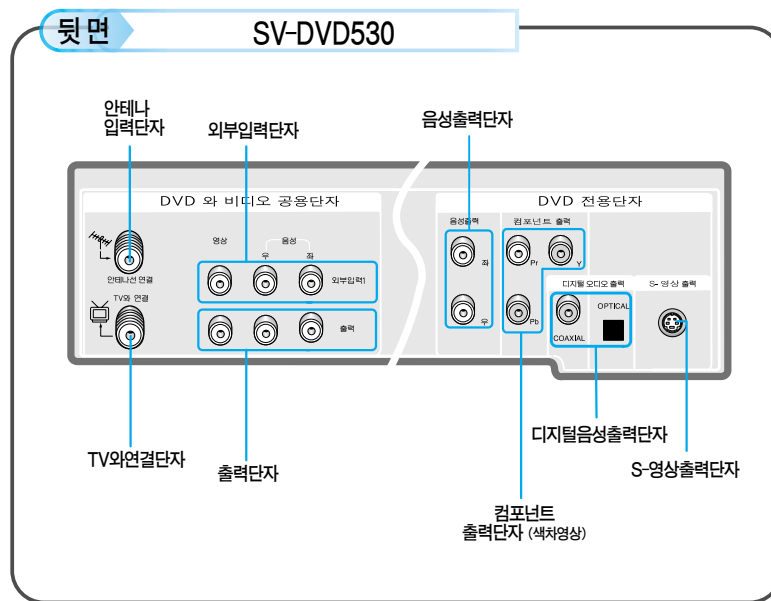 뒷면 SV-DVD530
안테나
입력단자
외부입력단자
음성출력단자
DVD 와 비디오 공용단자
DVD 전용단자
영상
음성
우
좌
외부입력1
안테나선 연결
TV와 연결
출력
음성출력
좌
우
컴포넌트 출력
Pr
Y
Pb
디지털 오디오 출력
COAXIAL
OPTICAL
S- 영상 출력
TV와연결단자
출력단자
디지털음성출력단자
S-영상출력단자
컴포넌트
출력단자 (색차영상)